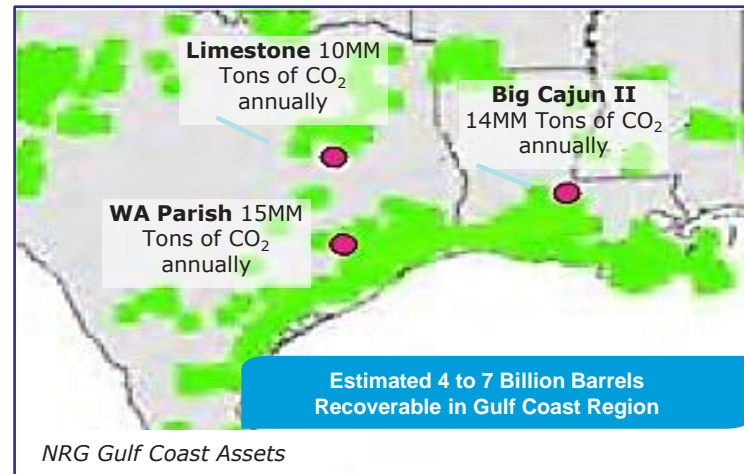 Limestone 10MM
Tons of CO₂
annually
Big Cajun II
14MM Tons of CO₂
annually
WA Parish 15MM
Tons of CO₂
annually
Estimated 4 to 7 Billion Barrels
Recoverable in Gulf Coast Region
NRG Gulf Coast Assets